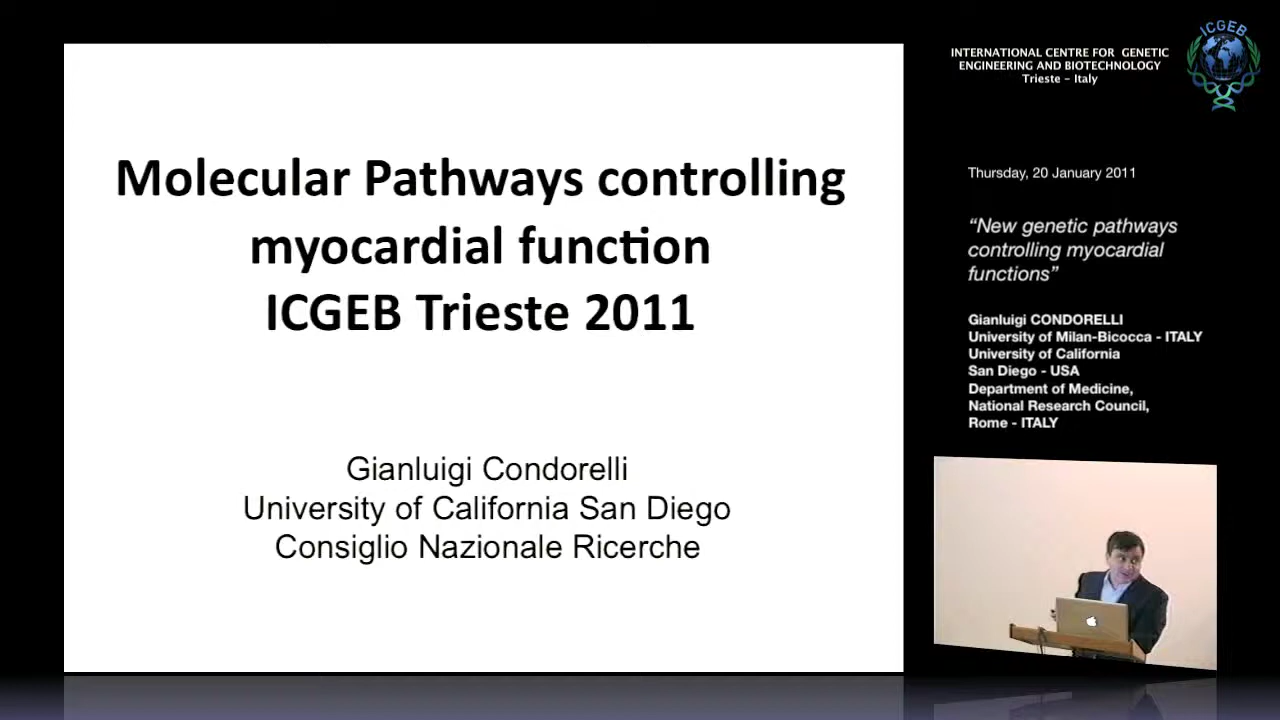 Molecular Pathways controlling
myocardial function
ICGEB Trieste 2011
Gianluigi Condorelli
University of California San Diego
Consiglio Nazionale Ricerche
INTERNATIONAL CENTRE FOR GENETIC
ENGINEERING AND BIOTECHNOLOGY
Trieste - Italy
ICGEB
Thursday, 20 January 2011
“New genetic pathways
controlling myocardial
functions”
Gianluigi CONDORELLI
University of Milan-Bicocca - ITALY
University of California
San Diego - USA
Department of Medicine,
National Research Council,
Rome - ITALY